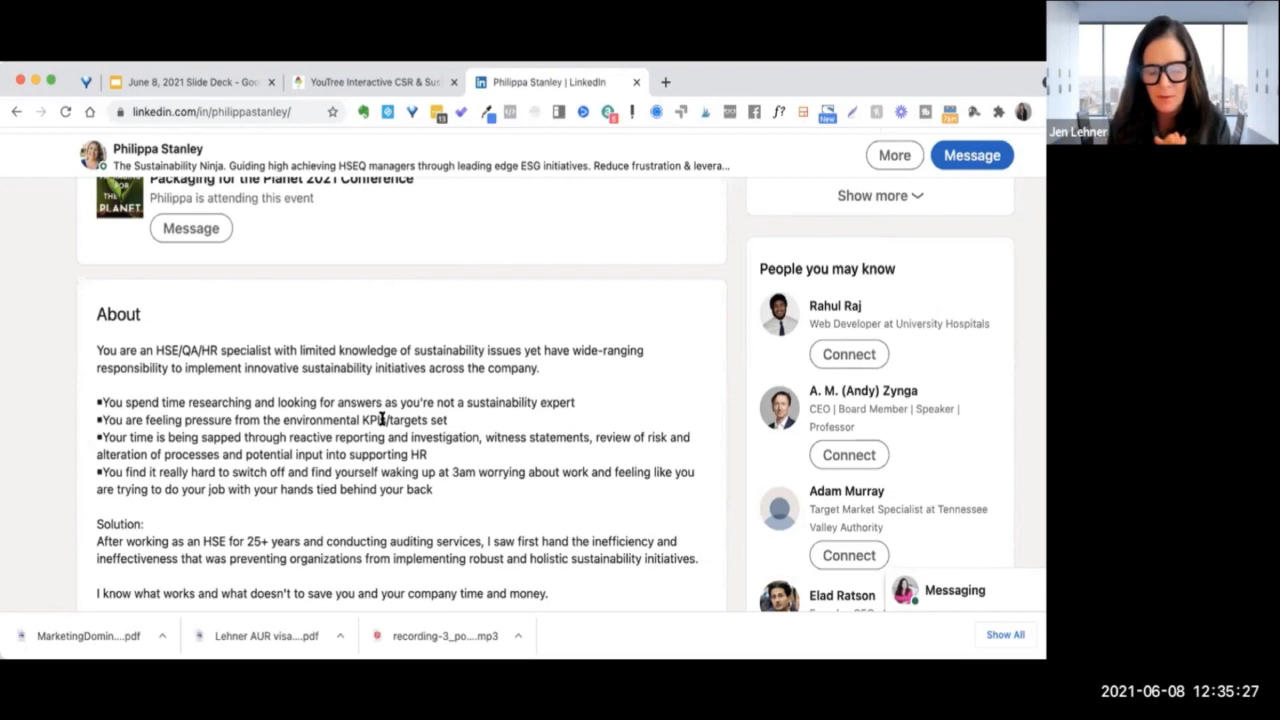 June 8, 2021 Slide Deck - Goo
YouTree Interactive CSR & Sus
Philippa Stanley | LinkedIn
linkedin.com/in/philippastanley/
Jen Lehner
Philippa Stanley
The Sustainability Ninja. Guiding high achieving HSEQ managers through leading edge ESG initiatives. Reduce frustration & levera...
More
Message
Packaging for the Planet 2021 Conference
THE
PLANET
Philippa is attending this event
Message
Show more
About
You are an HSE/QA/HR specialist with limited knowledge of sustainability issues yet have wide-ranging
responsibility to implement innovative sustainability initiatives across the company.
▪You spend time researching and looking for answers as you're not a sustainability expert
▪You are feeling pressure from the environmental KPIs/targets set
▪Your time is being sapped through reactive reporting and investigation, witness statements, review of risk and
alteration of processes and potential input into supporting HR
▪You find it really hard to switch off and find yourself waking up at 3am worrying about work and feeling like you
are trying to do your job with your hands tied behind your back
Solution:
After working as an HSE for 25+ years and conducting auditing services, I saw first hand the inefficiency and
ineffectiveness that was preventing organizations from implementing robust and holistic sustainability initiatives.
I know what works and what doesn't to save you and your company time and money.
People you may know
Rahul Raj
Web Developer at University Hospitals
Connect
A. M. (Andy) Zynga
CEO | Board Member | Speaker |
Professor
Connect
Adam Murray
Target Market Specialist at Tennessee
Valley Authority
Connect
Elad Ratson
Messaging
MarketingDomin....pdf
Lehner AUR visa....pdf
recording-3_po....mp3
Show All
2021-06-08 12:35:27